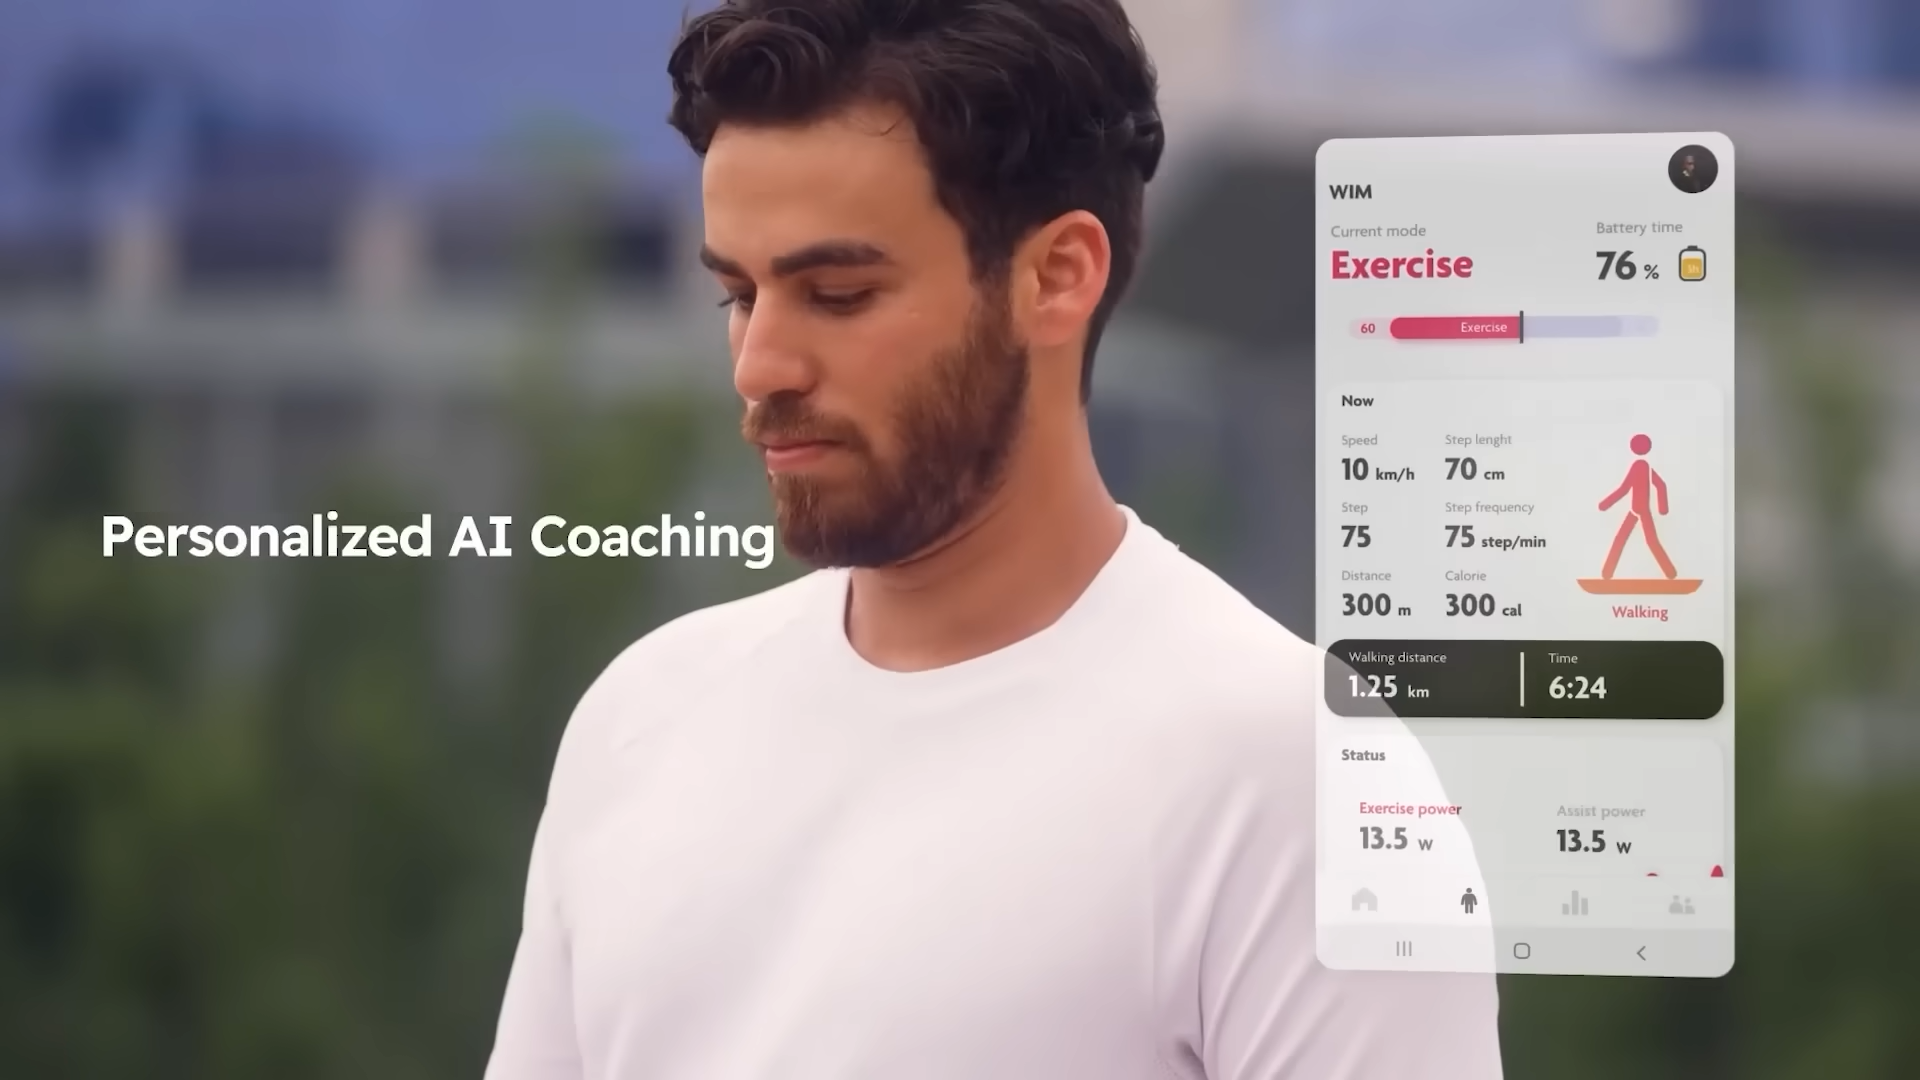 Personalized AI Coaching
WIM
Current mode
Exercise
Battery time
76 %
60
Exercise
Now
Speed
10 km/h
Step lenght
70 cm
Step
75
Step frequency
75 step/min
Distance
300 m
Calorie
300 cal
Walking
Walking distance
1.25 km
Time
6:24
Status
Exercise power
13.5 w
Assist power
13.5 w